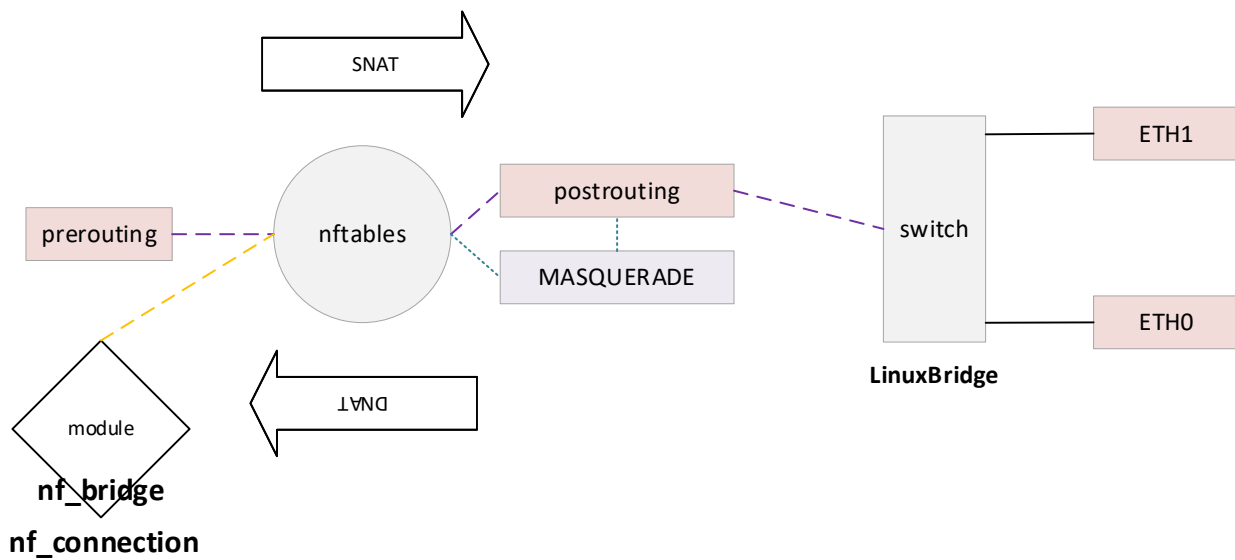 SNAT
ETH1
postrouting
prerouting
nftables
switch
MASQUERADE
ETH0
LinuxBridge
DNAT
module
nf_bridge
nf_connection